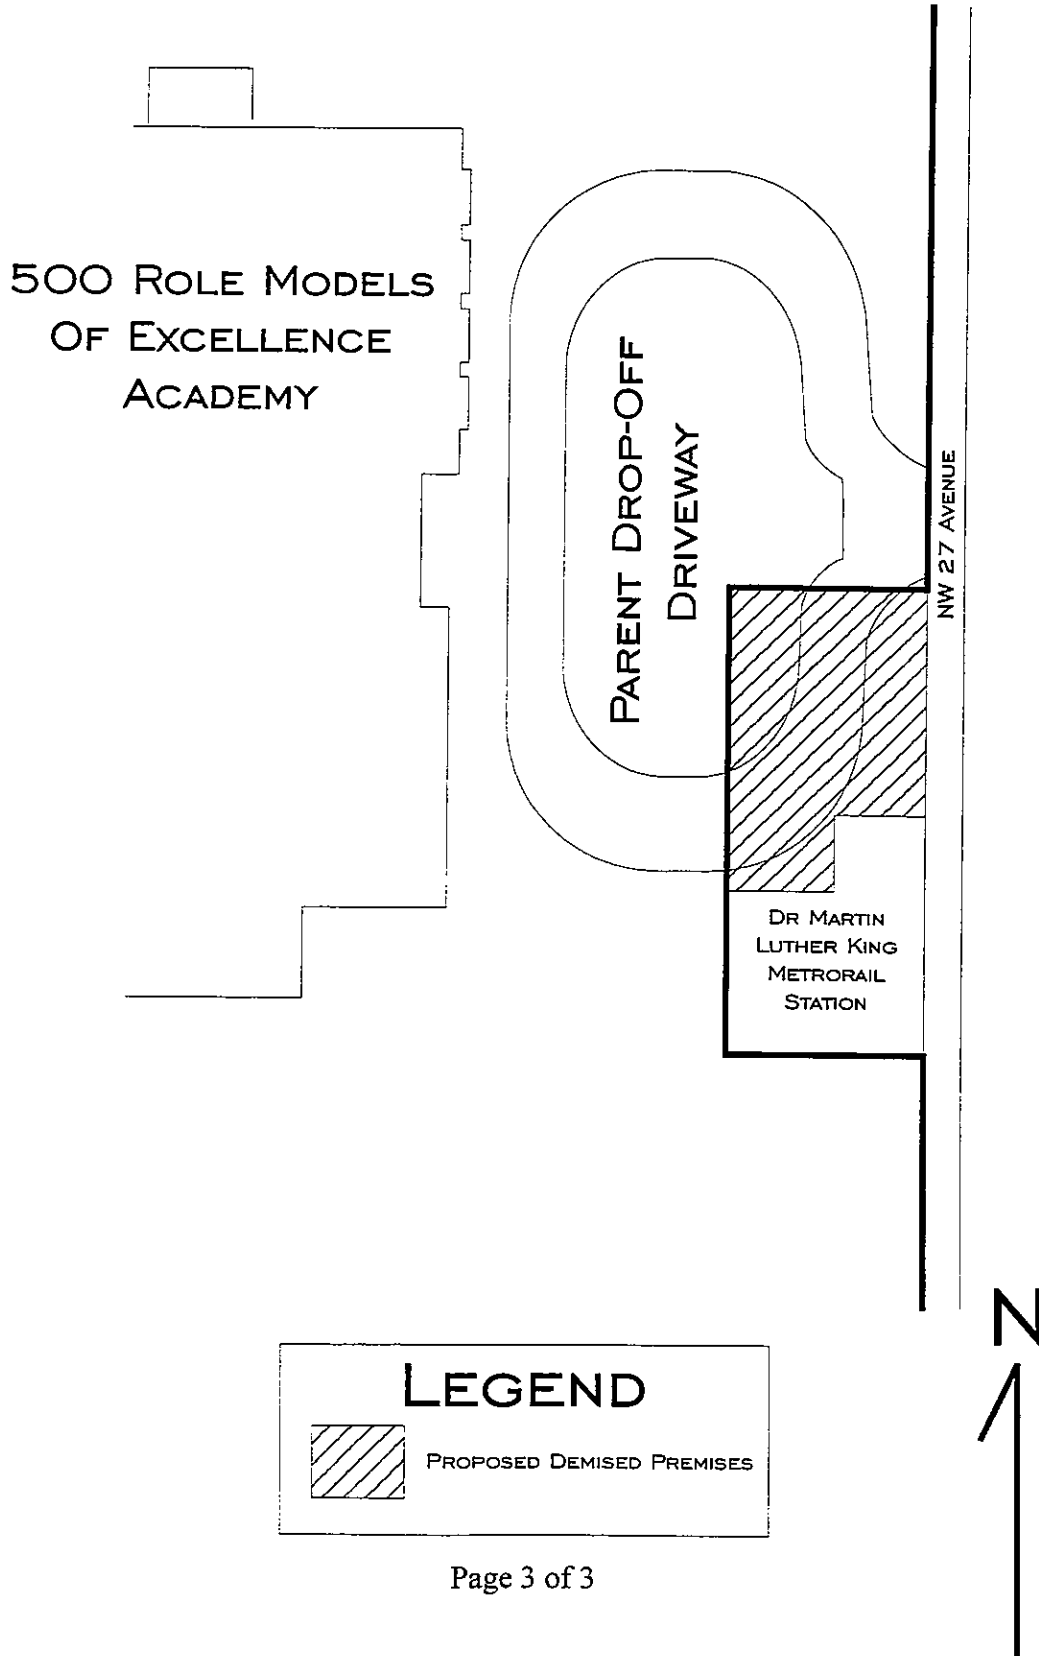 500 ROLE MODELS
OF EXCELLENCE
ACADEMY
PARENT DROP-OFF
DRIVEWAY
NW 27 AVENUE
DR MARTIN
LUTHER KING
METRORAIL
STATION
N
LEGEND
PROPOSED DEMISED PREMISES
Page 3 of 3